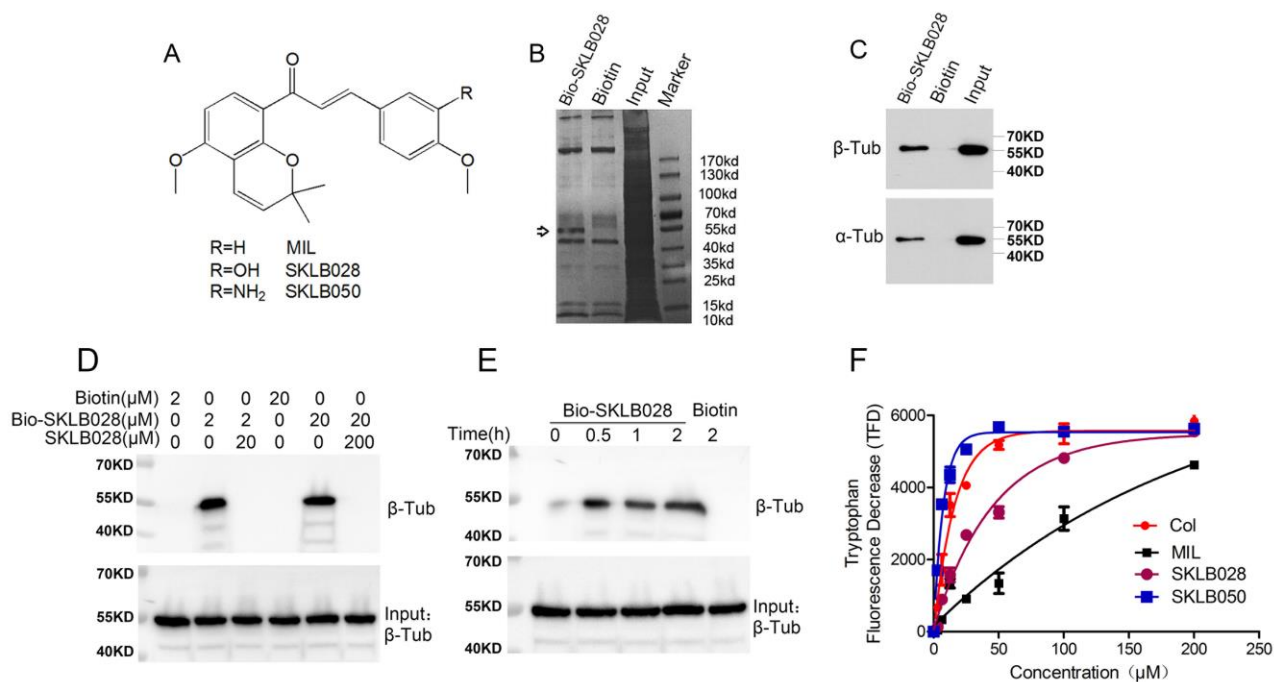 A
O
R
O
O
O
R=H MIL
R=OH SKLB028
R=NH₂ SKLB050
B
Bio-SKLB028
Biotin
Input
Marker
170kd
130kd
100kd
70kd
55kd
40kd
35kd
25kd
15kd
10kd
C
Bio-SKLB028
Biotin
Input
β-Tub
70KD
55KD
40KD
α-Tub
70KD
55KD
40KD
D
Biotin(μM) 2 0 0 20 0 0
Bio-SKLB028(μM) 0 2 2 0 20 20
SKLB028(μM) 0 0 20 0 0 200
70KD
55KD
β-Tub
40KD
70KD
55KD
Input:
β-Tub
40KD
E
Bio-SKLB028 Biotin
Time(h) 0 0.5 1 2 2
70KD
55KD
β-Tub
40KD
70KD
55KD
Input:
β-Tub
40KD
F
Tryptophan
Fluorescence Decrease (TFD)
6000
4000
2000
0
Col
MIL
SKLB028
SKLB050
0 50 100 150 200 250
Concentration (μM)